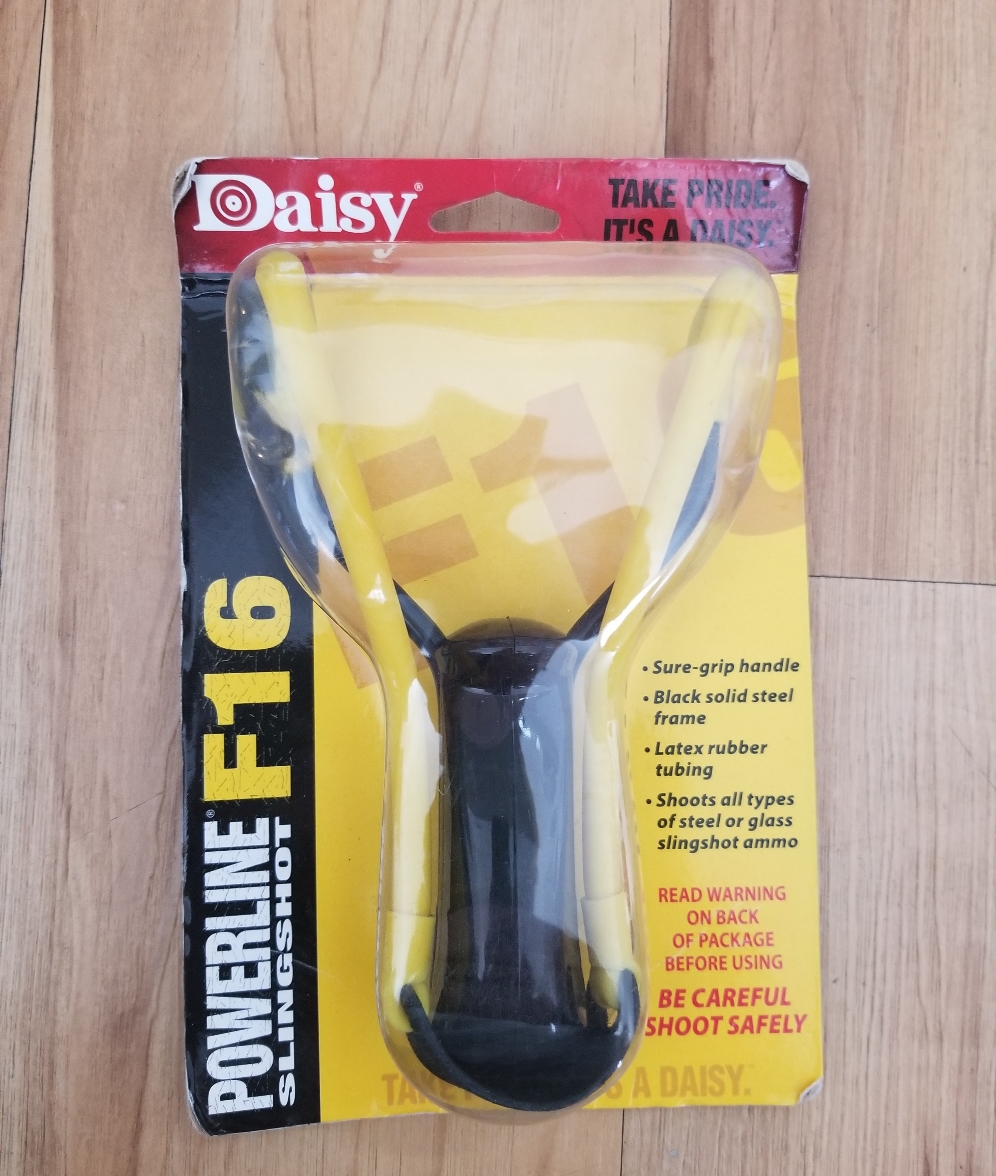 Daisy®
TAKE PRIDE.
IT'S A DAISY.
F16
POWERLINE® F16
SLINGSHOT
• Sure-grip handle
• Black solid steel
frame
• Latex rubber
tubing
• Shoots all types
of steel or glass
slingshot ammo
READ WARNING
ON BACK
OF PACKAGE
BEFORE USING
BE CAREFUL
SHOOT SAFELY
TAKE A DAISY.